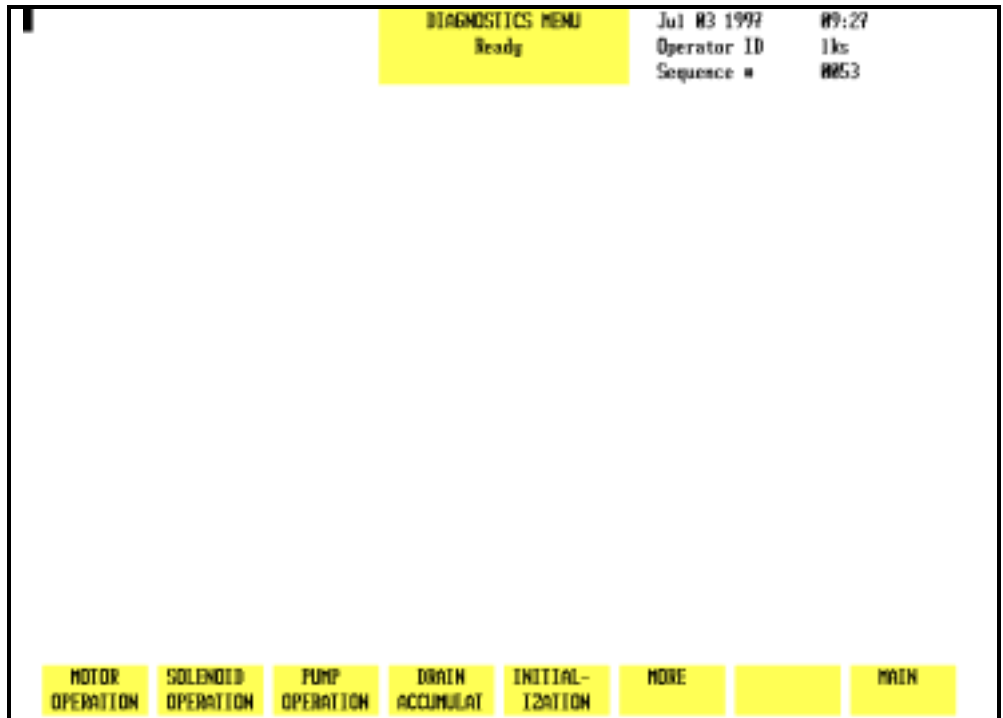 DIAGNOSTICS MENU
Ready
Jul 03 1997 09:27
Operator ID lks
Sequence # 0053
MOTOR OPERATION
SOLENOID OPERATION
PUMP OPERATION
DRAIN ACCUMULAT
INITIAL-IZATION
MORE
MAIN